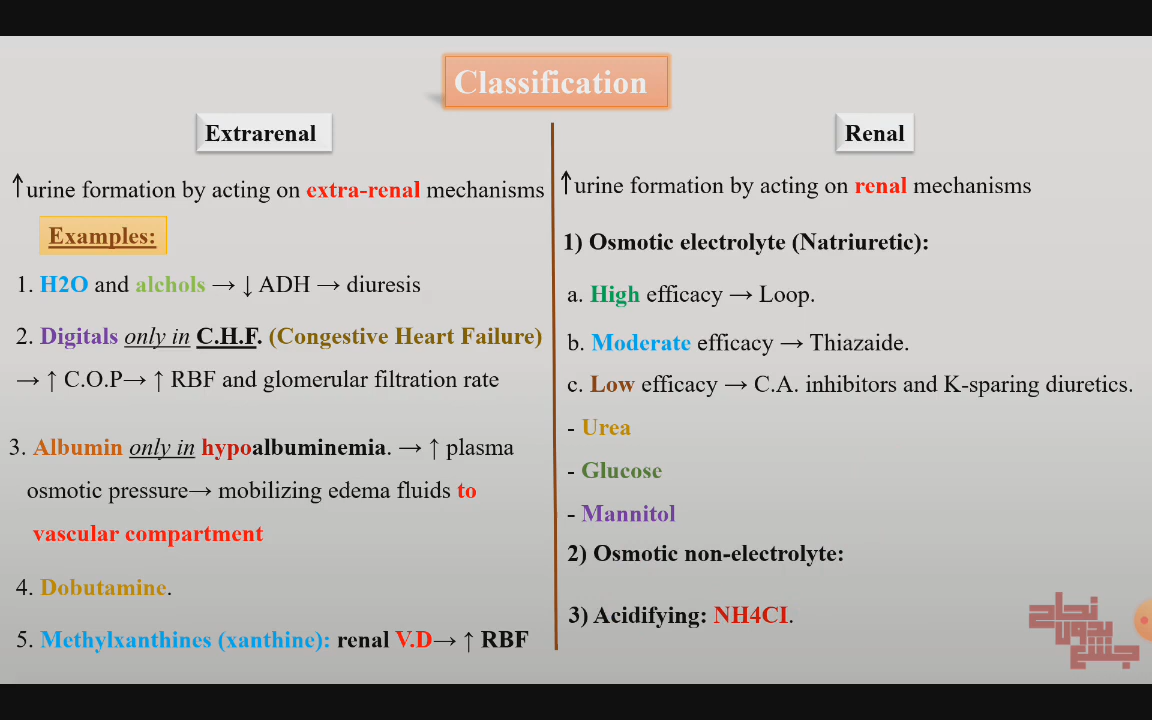 Classification
Extrarenal
↑urine formation by acting on extra-renal mechanisms
Examples:
1. H2O and alchols → ↓ ADH → diuresis
2. Digitals only in C.H.F. (Congestive Heart Failure)
→ ↑ C.O.P→ ↑ RBF and glomerular filtration rate
3. Albumin only in hypoalbuminemia. → ↑ plasma
osmotic pressure→ mobilizing edema fluids to
vascular compartment
4. Dobutamine.
5. Methylxanthines (xanthine): renal V.D→ ↑ RBF
Renal
↑urine formation by acting on renal mechanisms
1) Osmotic electrolyte (Natriuretic):
a. High efficacy → Loop.
b. Moderate efficacy → Thiazaide.
c. Low efficacy → C.A. inhibitors and K-sparing diuretics.
- Urea
- Glucose
- Mannitol
2) Osmotic non-electrolyte:
3) Acidifying: NH4CI.